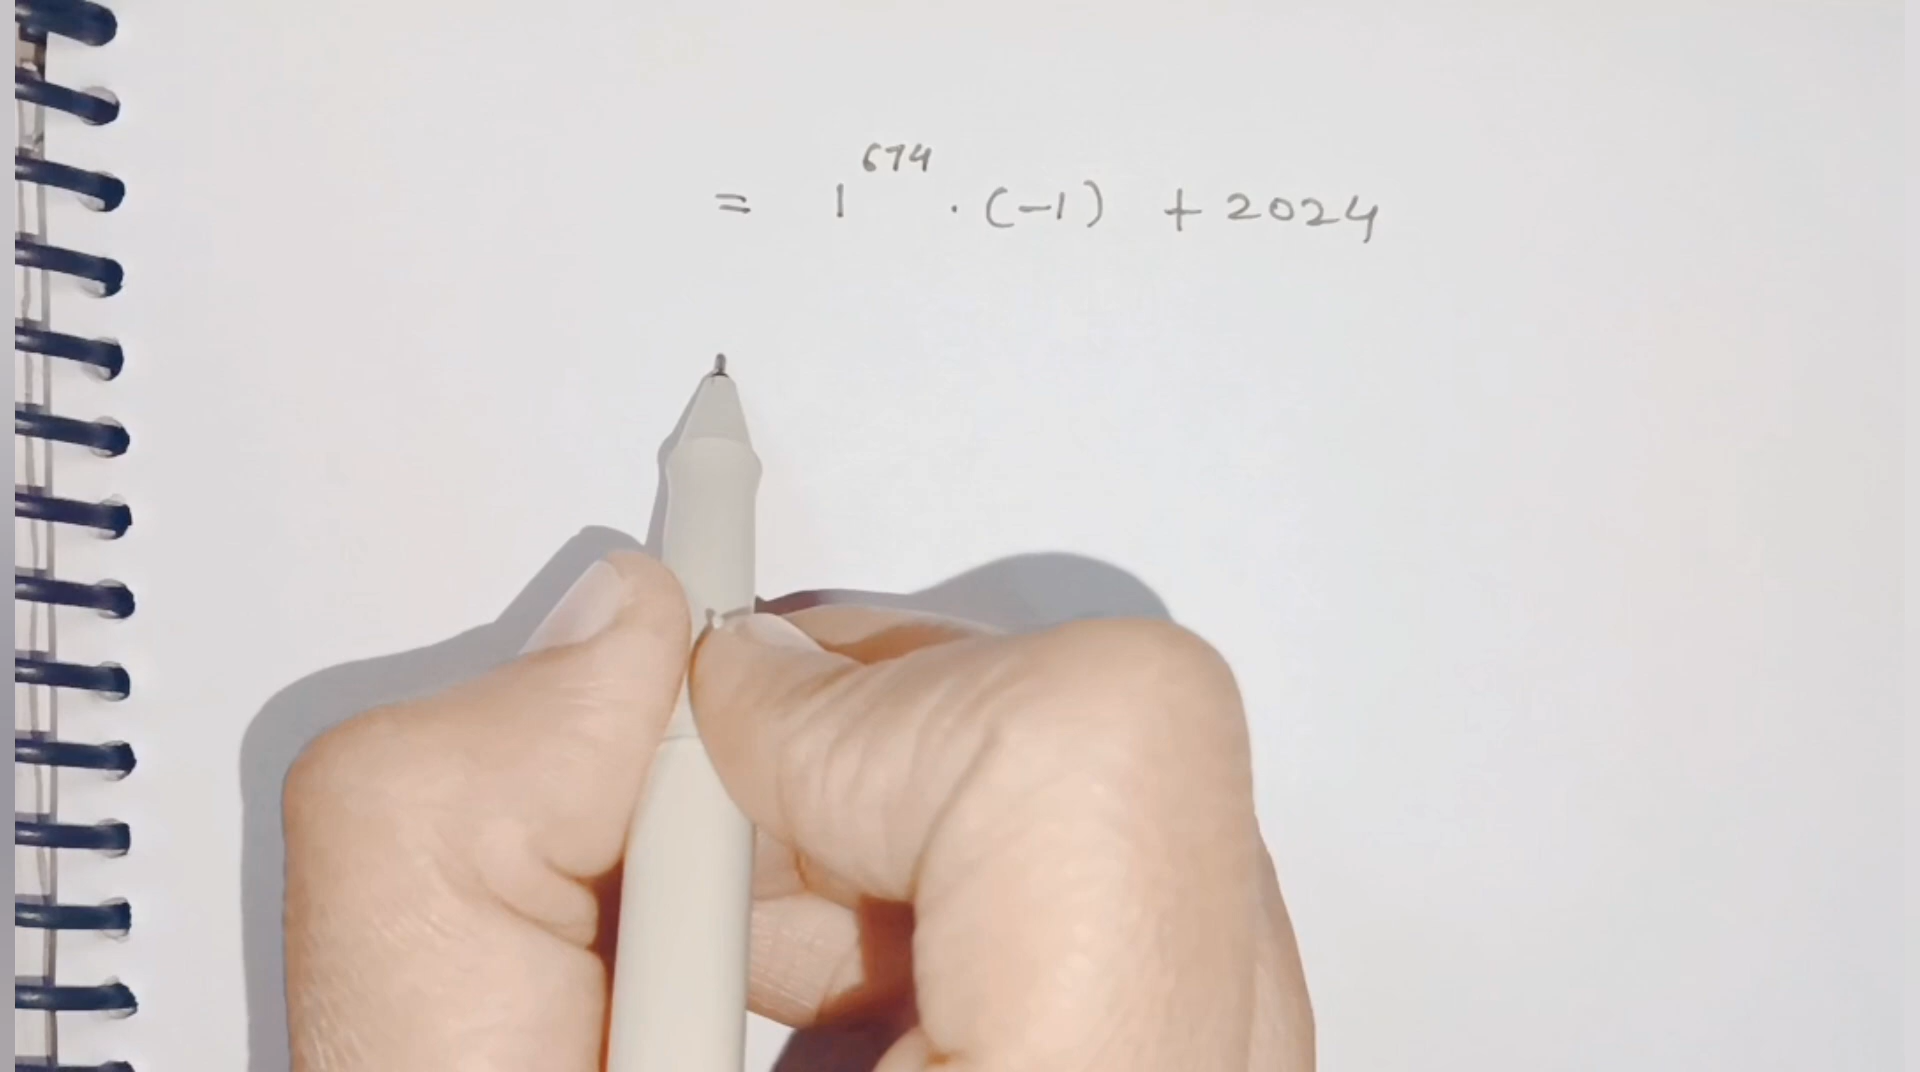 = 1^674 · (-1) + 2024